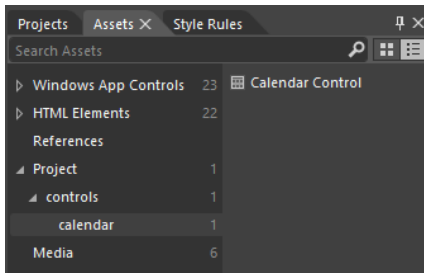 Projects Assets Style Rules
Search Assets
Windows App Controls 23 Calendar Control
HTML Elements 22
References
Project 1
controls 1
calendar 1
Media 6